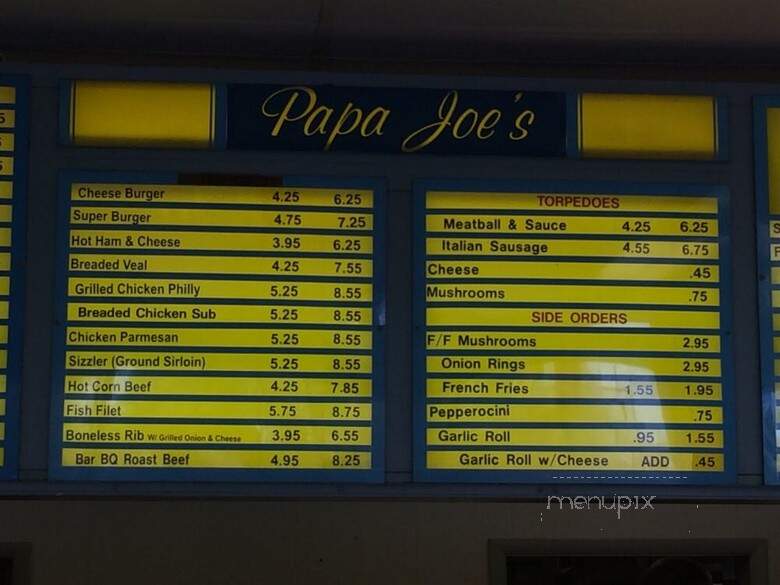 Papa Joe's
Cheese Burger 4.25 6.25
Super Burger 4.75 7.25
Hot Ham & Cheese 3.95 6.25
Breaded Veal 4.25 7.55
Grilled Chicken Philly 5.25 8.55
Breaded Chicken Sub 5.25 8.55
Chicken Parmesan 5.25 8.55
Sizzler (Ground Sirloin) 5.25 8.55
Hot Corn Beef 4.25 7.85
Fish Filet 5.75 8.75
Boneless Rib W/ Grilled Onion & Cheese 3.95 6.55
Bar BQ Roast Beef 4.95 8.25
TORPEDOES
Meatball & Sauce 4.25 6.25
Italian Sausage 4.55 6.75
Cheese .45
Mushrooms .75
SIDE ORDERS
F/F Mushrooms 2.95
Onion Rings 2.95
French Fries 1.55 1.95
Pepperocini .75
Garlic Roll .95 1.55
Garlic Roll w/Cheese ADD .45
menupix